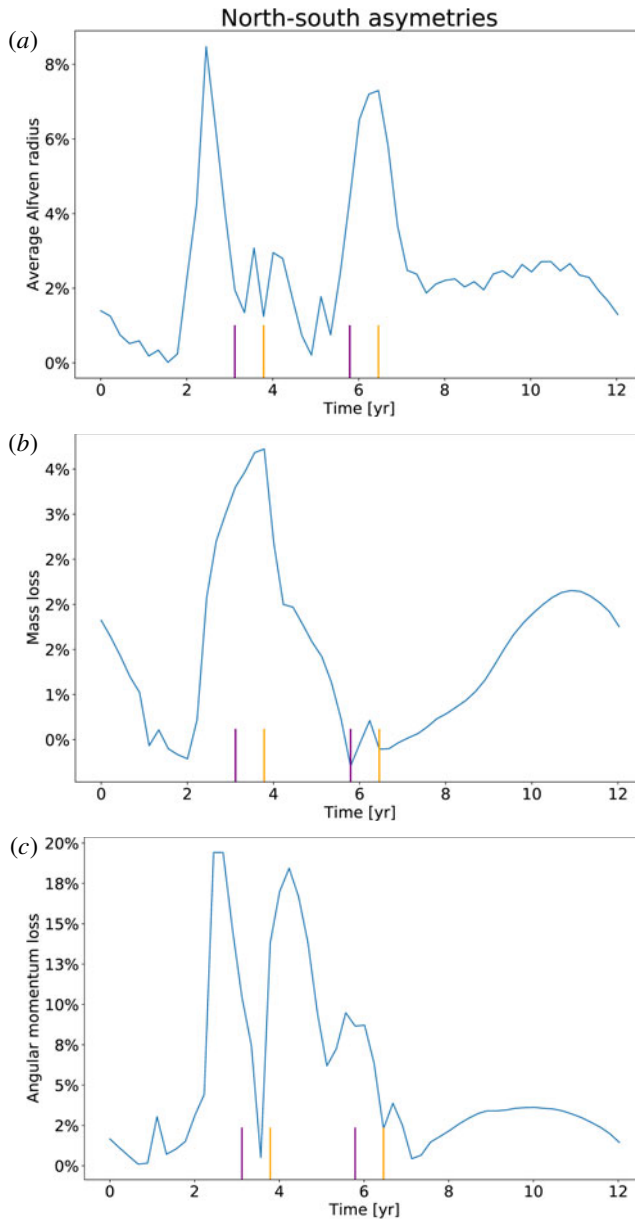 North-south asymetries
(a)
8%
6%
4%
2%
0%
Average Alfven radius
0 2 4 6 8 10 12
Time [yr]
(b)
4%
3%
2%
2%
2%
1%
0%
Mass loss
0 2 4 6 8 10 12
Time [yr]
(c)
20%
18%
15%
13%
10%
8%
5%
2%
0%
Angular momentum loss
0 2 4 6 8 10 12
Time [yr]